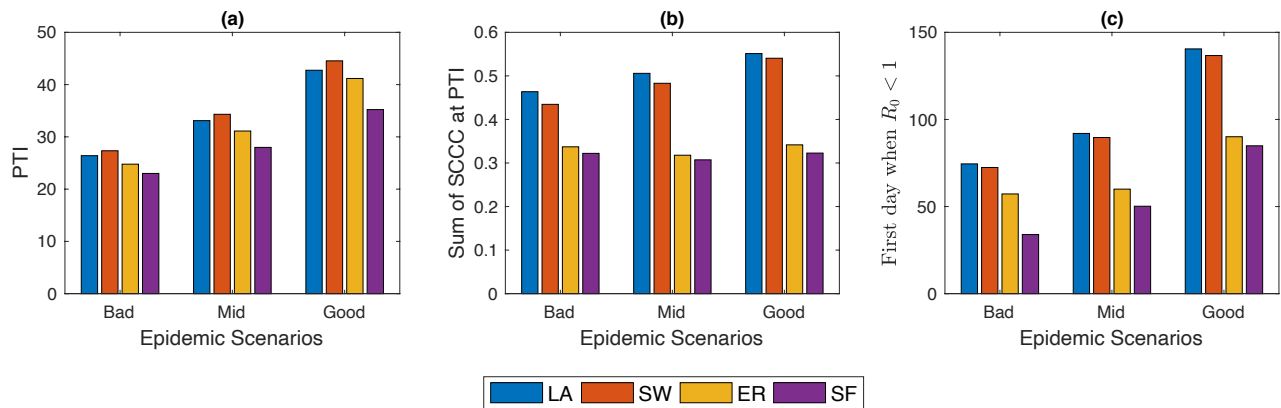 (a)
50
40
30
20
10
0
PTI
Bad Mid Good
Epidemic Scenarios
(b)
0.6
0.5
0.4
0.3
0.2
0.1
0
Sum of SCCC at PTI
Bad Mid Good
Epidemic Scenarios
(c)
150
100
50
0
First day when R₀ < 1
Bad Mid Good
Epidemic Scenarios
LA SW ER SF